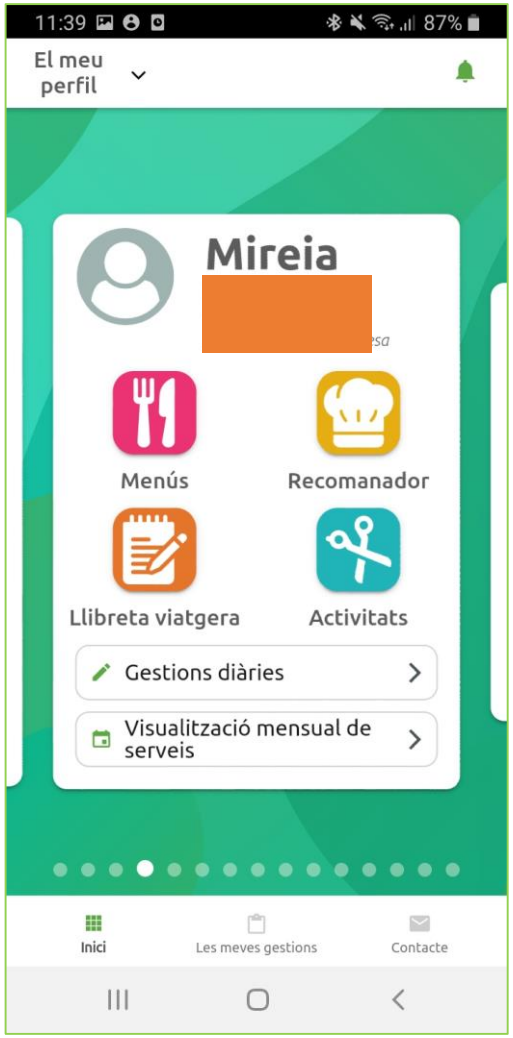 11:39 87%
El meu
perfil
Mireia
Menús Recomanador
Llibreta viatgera Activitats
Gestions diàries
Visualització mensual de
serveis
Inici Les meves gestions Contacte